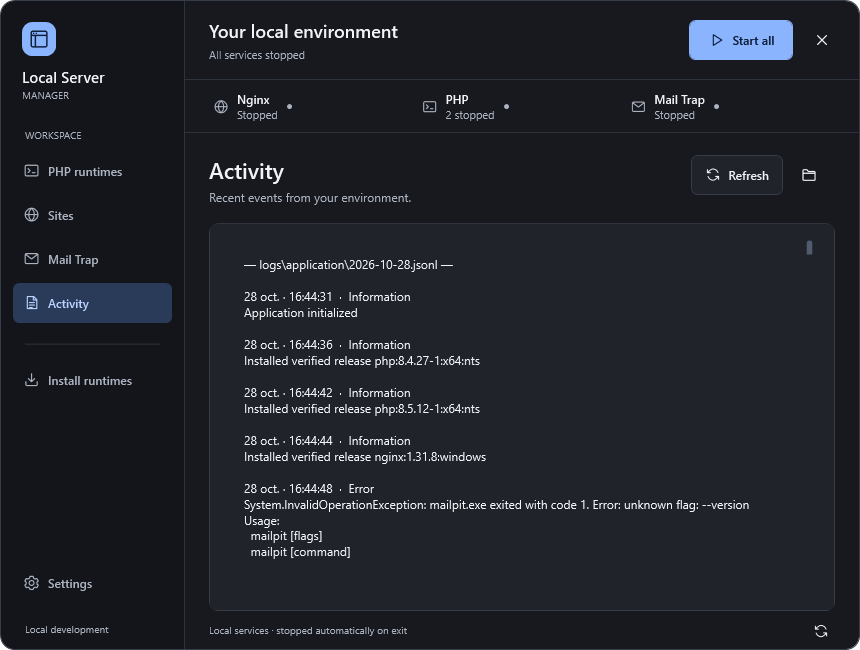 Local Server
MANAGER
WORKSPACE
PHP runtimes
Sites
Mail Trap
Activity
Install runtimes
Settings
Local development
Your local environment
All services stopped
Start all
Nginx
Stopped
PHP
2 stopped
Mail Trap
Stopped
Activity
Recent events from your environment.
Refresh
— logs\application\2026-10-28.jsonl —
28 oct. · 16:44:31 · Information
Application initialized
28 oct. · 16:44:36 · Information
Installed verified release php:8.4.27-1:x64:nts
28 oct. · 16:44:42 · Information
Installed verified release php:8.5.12-1:x64:nts
28 oct. · 16:44:44 · Information
Installed verified release nginx:1.31.8:windows
28 oct. · 16:44:48 · Error
System.InvalidOperationException: mailpit.exe exited with code 1. Error: unknown flag: --version
Usage:
mailpit [flags]
mailpit [command]
Local services · stopped automatically on exit